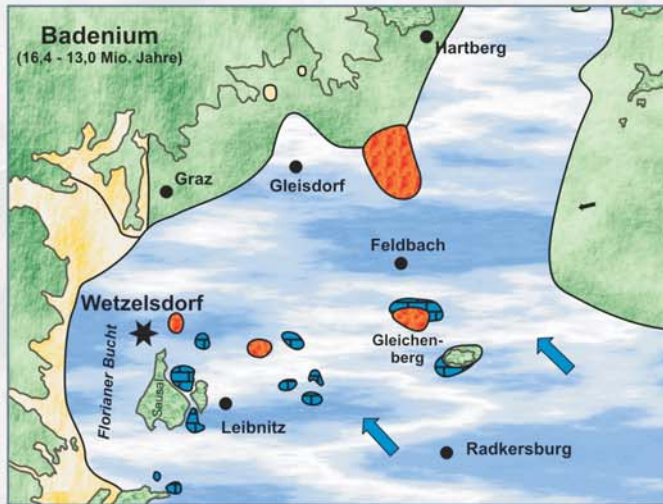 Badenium
(16,4 - 13,0 Mio. Jahre)
Hartberg
Graz
Gleisdorf
Feldbach
Wetzelsdorf
Florianer Bucht
Gleichen-
berg
Sausal
Leibnitz
Radkersburg